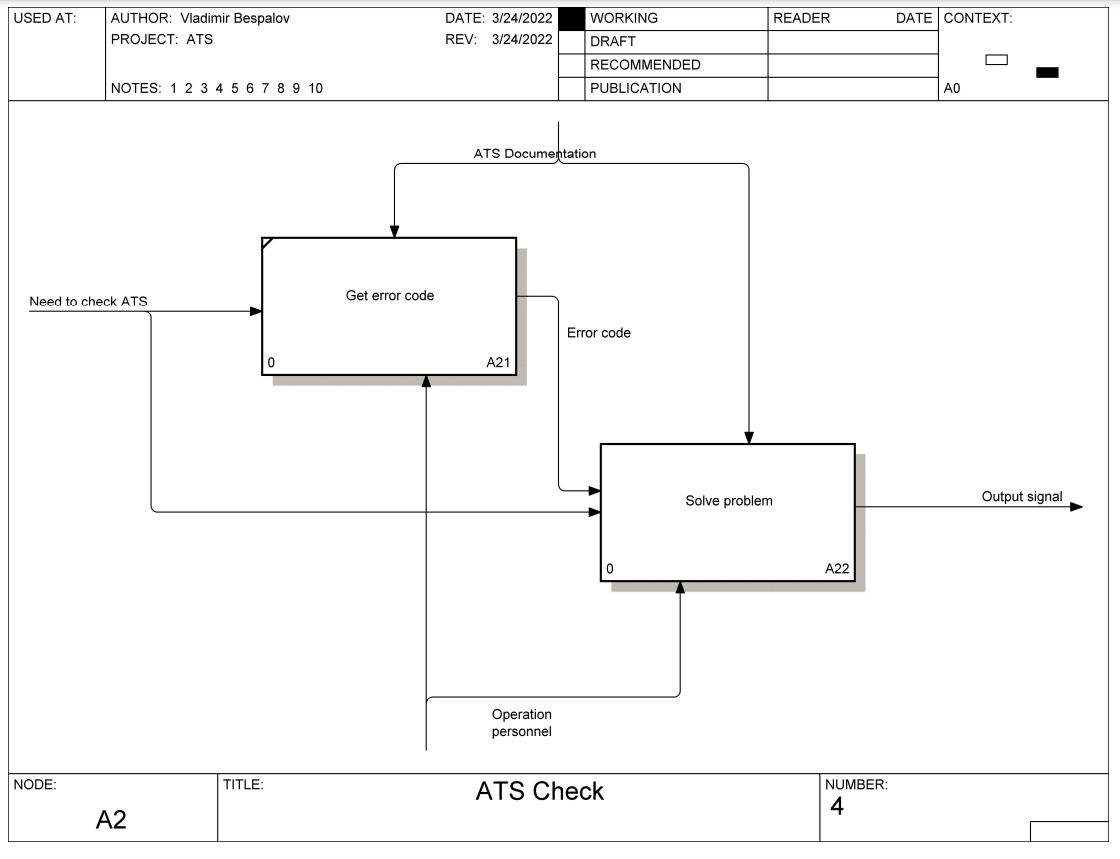 USED AT:
AUTHOR: Vladimir Bespalov
DATE: 3/24/2022
PROJECT: ATS
REV: 3/24/2022
NOTES: 1 2 3 4 5 6 7 8 9 10
WORKING
DRAFT
RECOMMENDED
PUBLICATION
READER
DATE
CONTEXT:
A0
ATS Documentation
Need to check ATS
Get error code
0
A21
Error code
Solve problem
0
A22
Output signal
Operation
personnel
NODE:
A2
TITLE:
ATS Check
NUMBER:
4